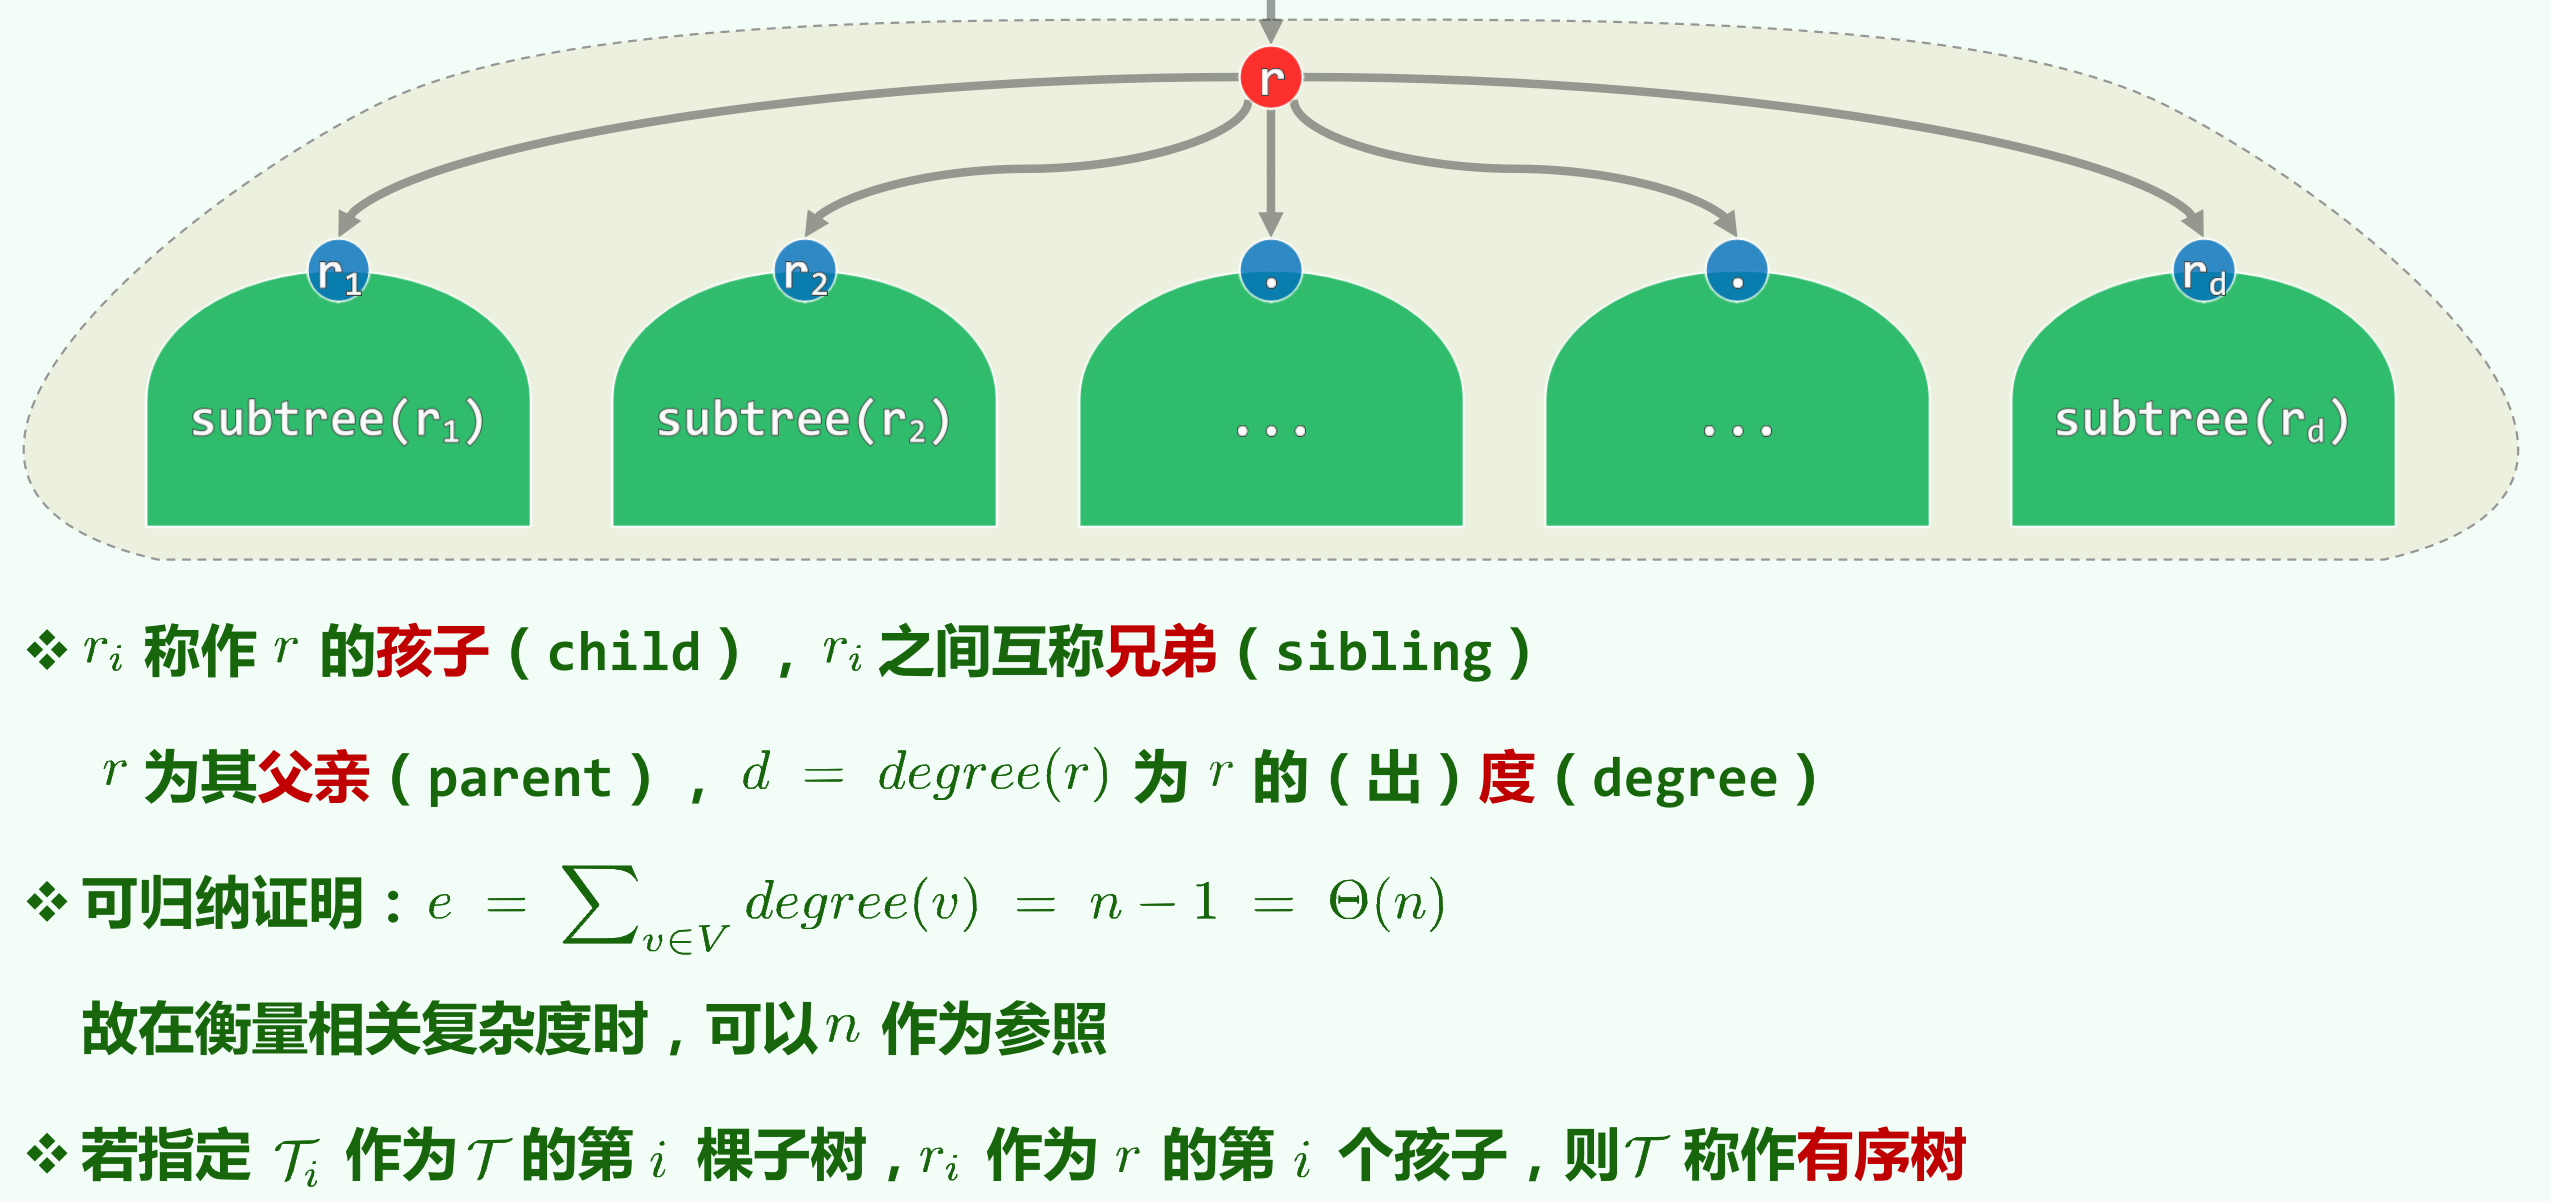 r
r₁ r₂ . . r_d
subtree(r₁) subtree(r₂) ... ... subtree(r_d)
❖ rᵢ 称作 r 的孩子(child),rᵢ 之间互称兄弟(sibling)
r 为其父亲(parent),d = degree(r) 为 r 的(出)度(degree)
❖ 可归纳证明:e = ∑_{v∈V} degree(v) = n − 1 = Θ(n)
故在衡量相关复杂度时,可以 n 作为参照
❖ 若指定 𝒯ᵢ 作为 𝒯 的第 i 棵子树,rᵢ 作为 r 的第 i 个孩子,则 𝒯 称作有序树